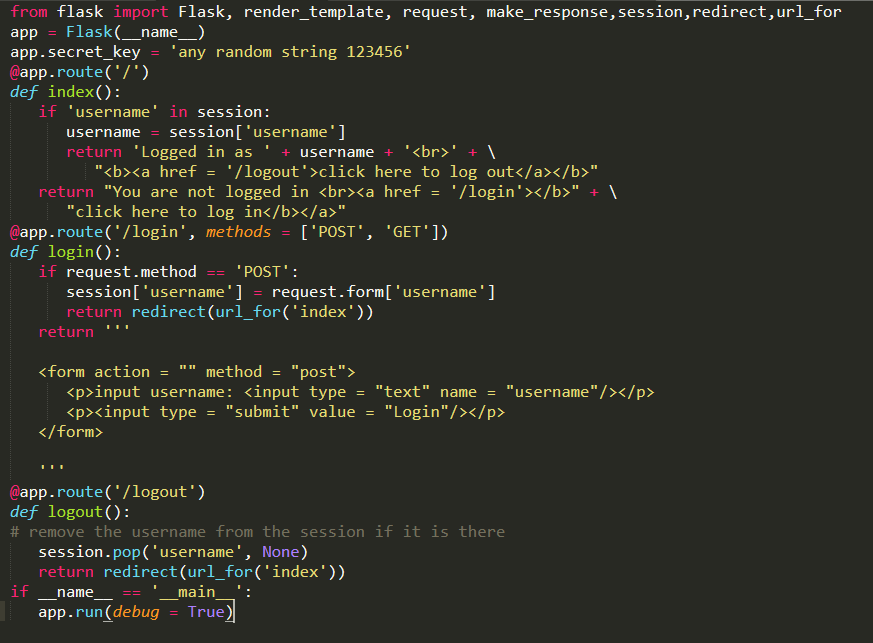 from flask import Flask, render_template, request, make_response,session,redirect,url_for
app = Flask(__name__)
app.secret_key = 'any random string 123456'
@app.route('/')
def index():
   if 'username' in session:
      username = session['username']
      return 'Logged in as ' + username + '<br>' + \
         "<b><a href = '/logout'>click here to log out</a></b>"
   return "You are not logged in <br><a href = '/login'></b>" + \
      "click here to log in</b></a>"
@app.route('/login', methods = ['POST', 'GET'])
def login():
   if request.method == 'POST':
      session['username'] = request.form['username']
      return redirect(url_for('index'))
   return '''
   <form action = "" method = "post">
      <p>input username: <input type = "text" name = "username"/></p>
      <p><input type = "submit" value = "Login"/></p>
   </form>
   '''
@app.route('/logout')
def logout():
# remove the username from the session if it is there
   session.pop('username', None)
   return redirect(url_for('index'))
if __name__ == '__main__':
   app.run(debug = True)